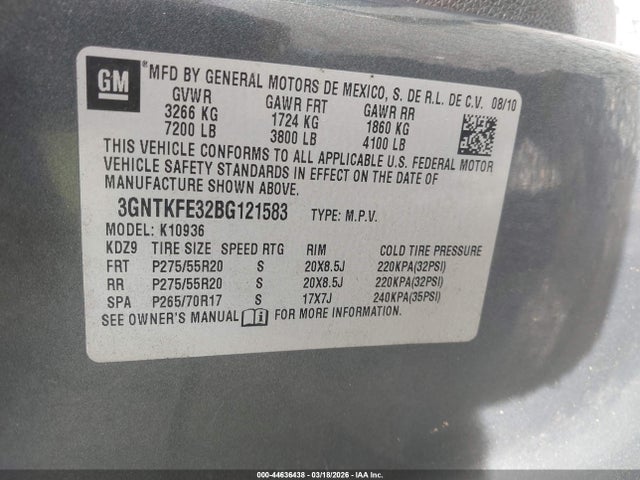 GM
® MFD BY GENERAL MOTORS DE MEXICO, S. DE R.L. DE C.V. 08/10
GVWR GAWR FRT GAWR RR
3266 KG 1724 KG 1860 KG
7200 LB 3800 LB 4100 LB
THIS VEHICLE CONFORMS TO ALL APPLICABLE U.S. FEDERAL MOTOR
VEHICLE SAFETY STANDARDS IN EFFECT ON THE DATE OF
MANUFACTURE SHOWN ABOVE.
3GNTKFE32BG121583 TYPE: M.P.V.
MODEL: K10936
KDZ9 TIRE SIZE SPEED RTG RIM COLD TIRE PRESSURE
FRT P275/55R20 S 20X8.5J 220KPA(32PSI)
RR P275/55R20 S 20X8.5J 220KPA(32PSI)
SPA P265/70R17 S 17X7J 240KPA(35PSI)
SEE OWNER'S MANUAL i FOR MORE INFORMATION.
000-44636438 - 03/18/2026 - IAA Inc.